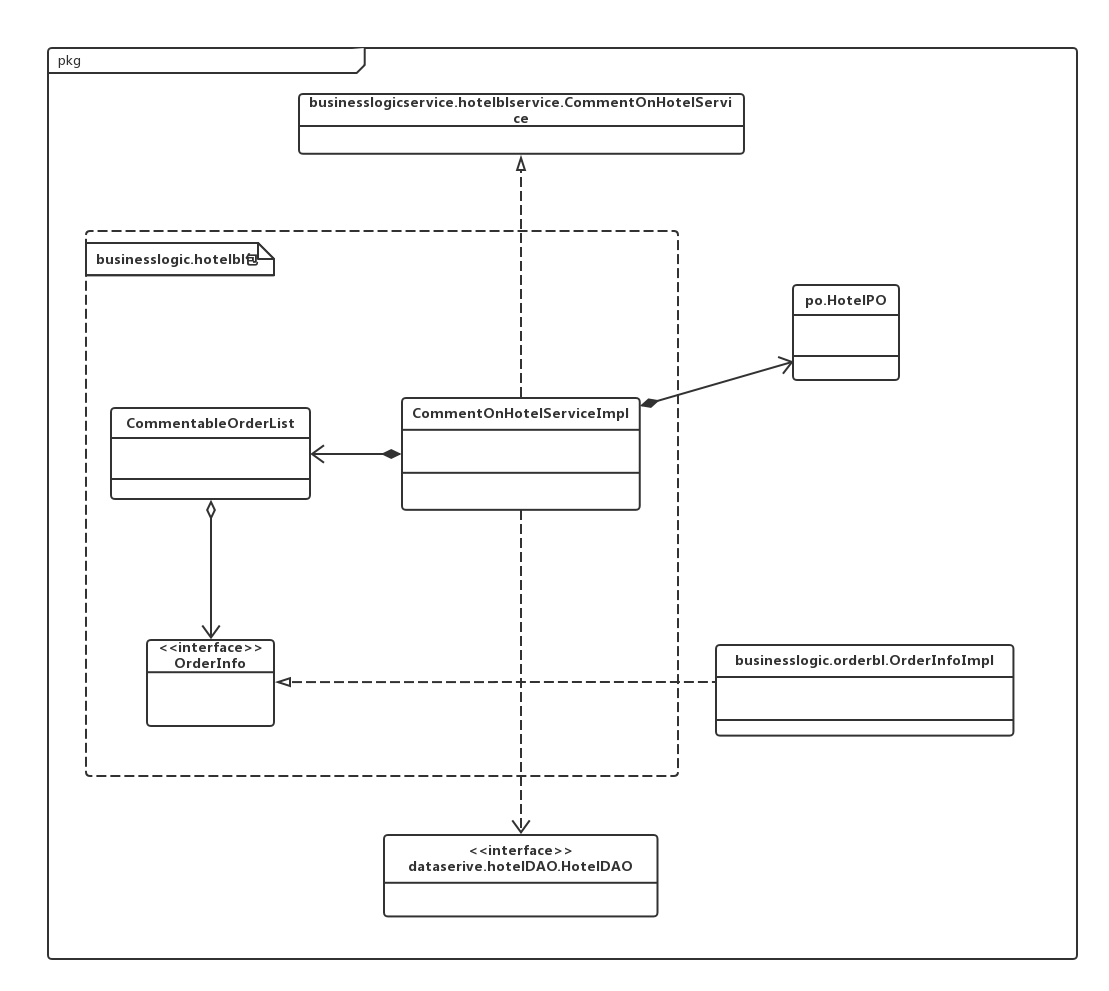 pkg
businesslogicservice.hotelblservice.CommentOnHotelServi
ce
businesslogic.hotelbl
po.HotelPO
CommentOnHotelServiceImpl
CommentableOrderList
<<interface>>
OrderInfo
businesslogic.orderbl.OrderInfoImpl
<<interface>>
dataserive.hotelDAO.HotelDAO